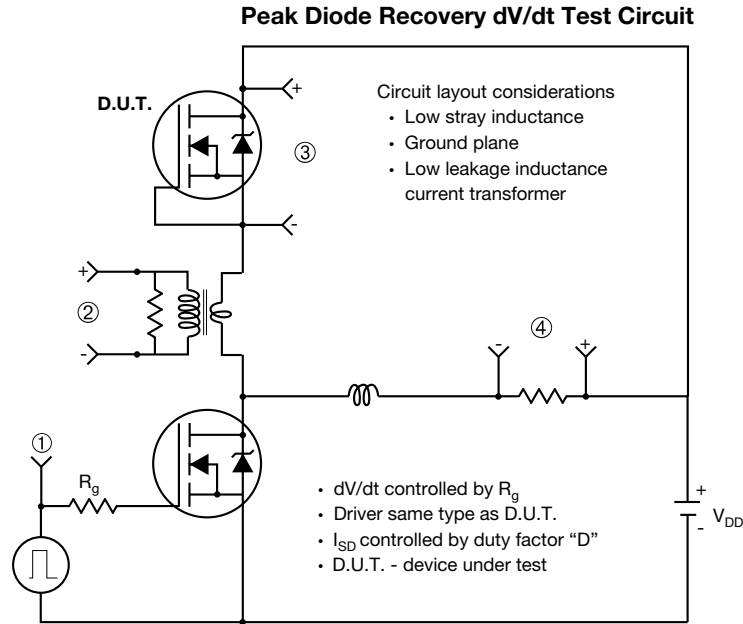 Peak Diode Recovery dV/dt Test Circuit
D.U.T.
+
Circuit layout considerations
• Low stray inductance
• Ground plane
• Low leakage inductance
current transformer
③
-
+
②
-
④
-
+
①
Rg
• dV/dt controlled by Rg
• Driver same type as D.U.T.
• ISD controlled by duty factor “D”
• D.U.T. - device under test
+
VDD
-